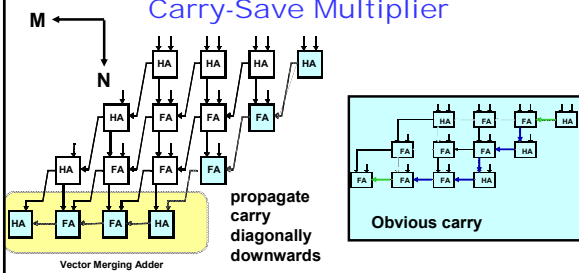 Carry-Save Multiplier
M
N
HA HA HA HA
HA FA FA FA
HA FA FA FA
HA FA FA HA
Vector Merging Adder
propagate
carry
diagonally
downwards
HA FA FA HA
FA FA FA HA
FA FA FA HA
Obvious carry